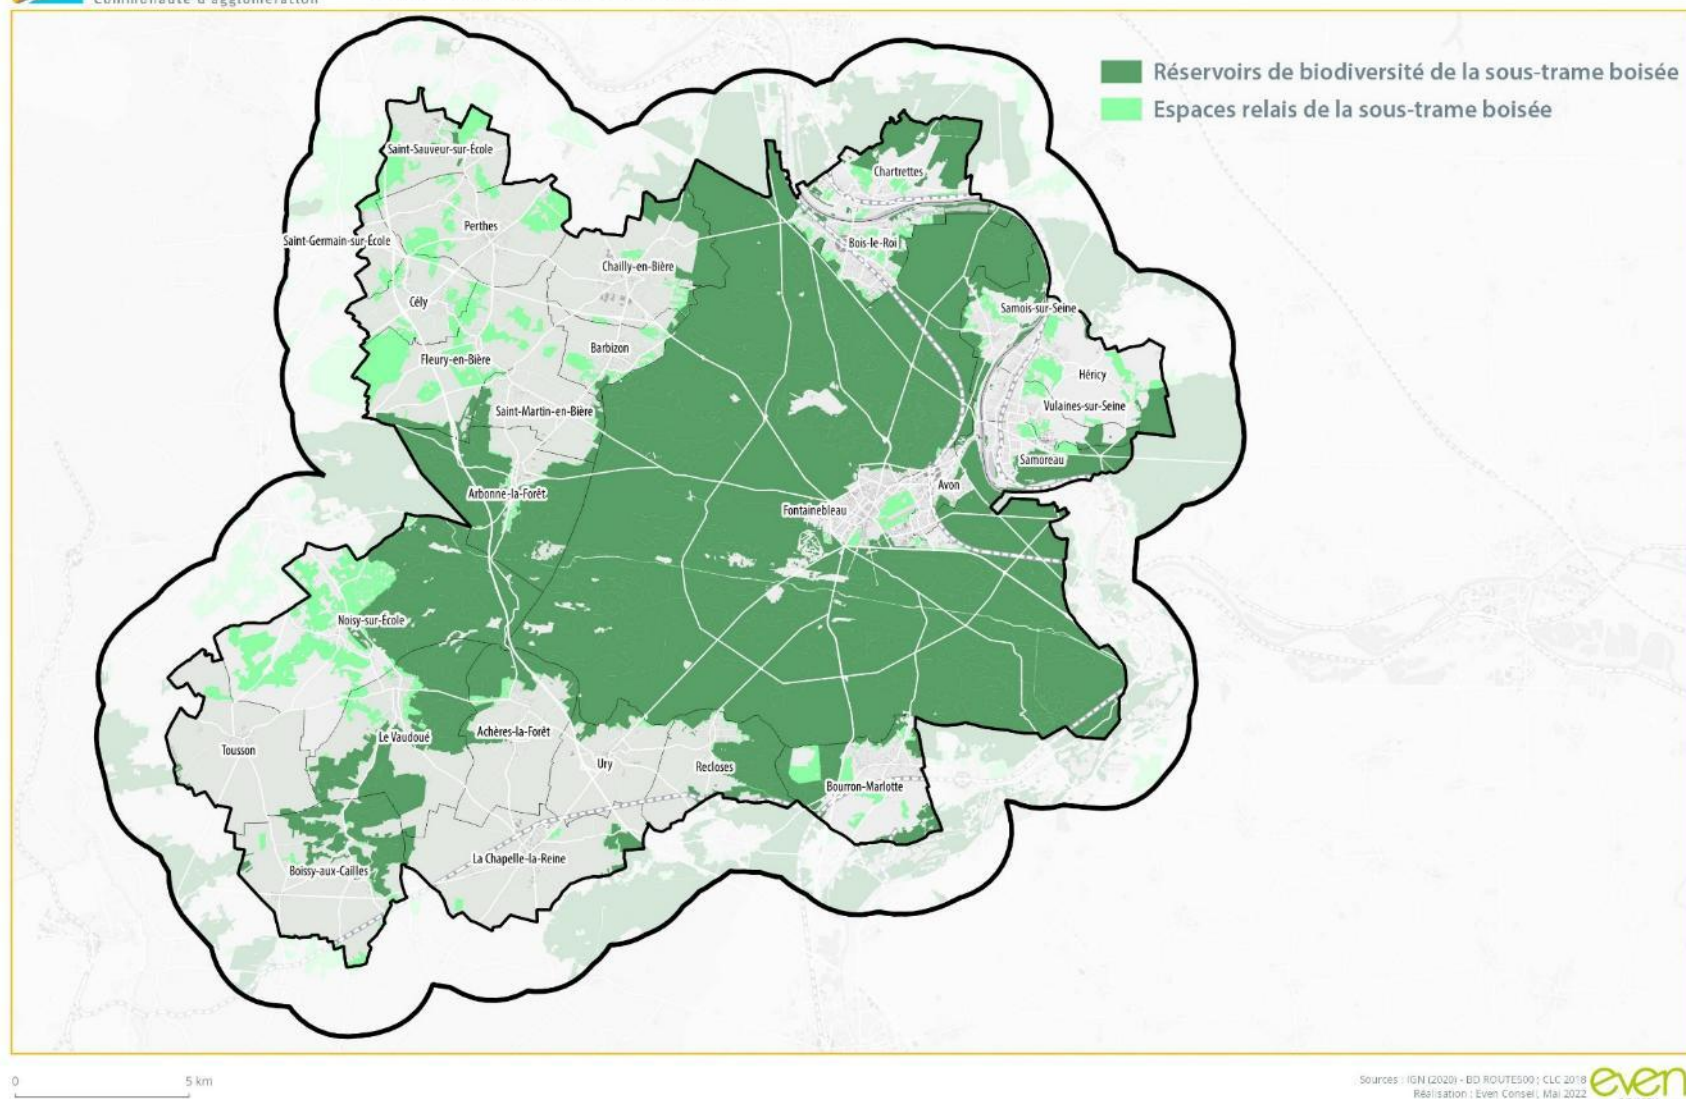 Communauté d'agglomération
Réservoirs de biodiversité de la sous-trame boisée
Espaces relais de la sous-trame boisée
Saint-Sauveur-sur-École
Chartrettes
Perthes
Saint-Germain-sur-École
Bois-le-Roi
Chailly-en-Bière
Cély
Samois-sur-Seine
Barbizon
Fleury-en-Bière
Héricy
Saint-Martin-en-Bière
Vulaines-sur-Seine
Samoreau
Avon
Arbonne-la-Forêt
Fontainebleau
Noisy-sur-École
Achères-la-Forêt
Le Vaudoué
Tousson
Ury
Recloses
Bourron-Marlotte
La Chapelle-la-Reine
Boissy-aux-Cailles
0 5 km
Sources : IGN (2020) - BD ROUTE500 ; CLC 2018
Réalisation : Even Conseil, Mai 2022
even